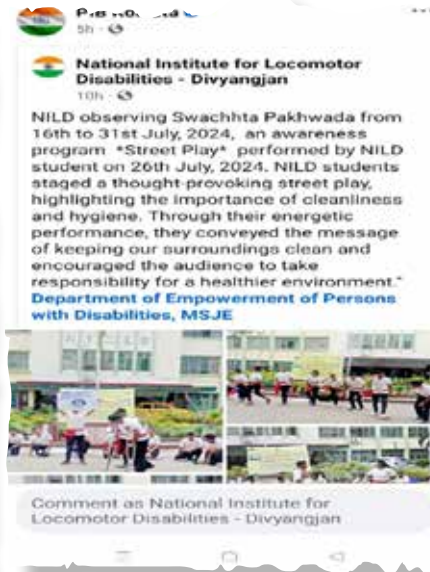 5h
National Institute for Locomotor
Disabilities - Divyangjan
10h
NILD observing Swachhta Pakhwada from
16th to 31st July, 2024, an awareness
program *Street Play* performed by NILD
student on 26th July, 2024. NILD students
staged a thought-provoking street play,
highlighting the importance of cleanliness
and hygiene. Through their energetic
performance, they conveyed the message
of keeping our surroundings clean and
encouraged the audience to take
responsibility for a healthier environment."
Department of Empowerment of Persons
with Disabilities, MSJE
Comment as National Institute for
Locomotor Disabilities - Divyangjan